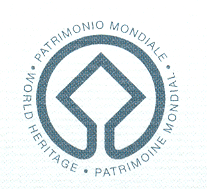 • PATRIMONIO MONDIALE •
WORLD HERITAGE •
PATRIMOINE MONDIAL